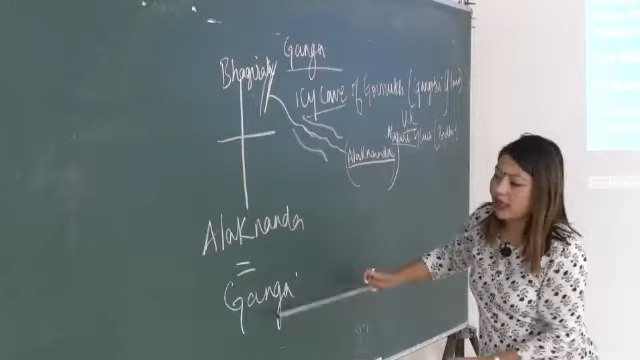 Ganga
Bhagirathi
Icy cave of Gaumukh (Gangotri Glacier)
U.K
Alaknanda
Alaknanda
=
Ganga